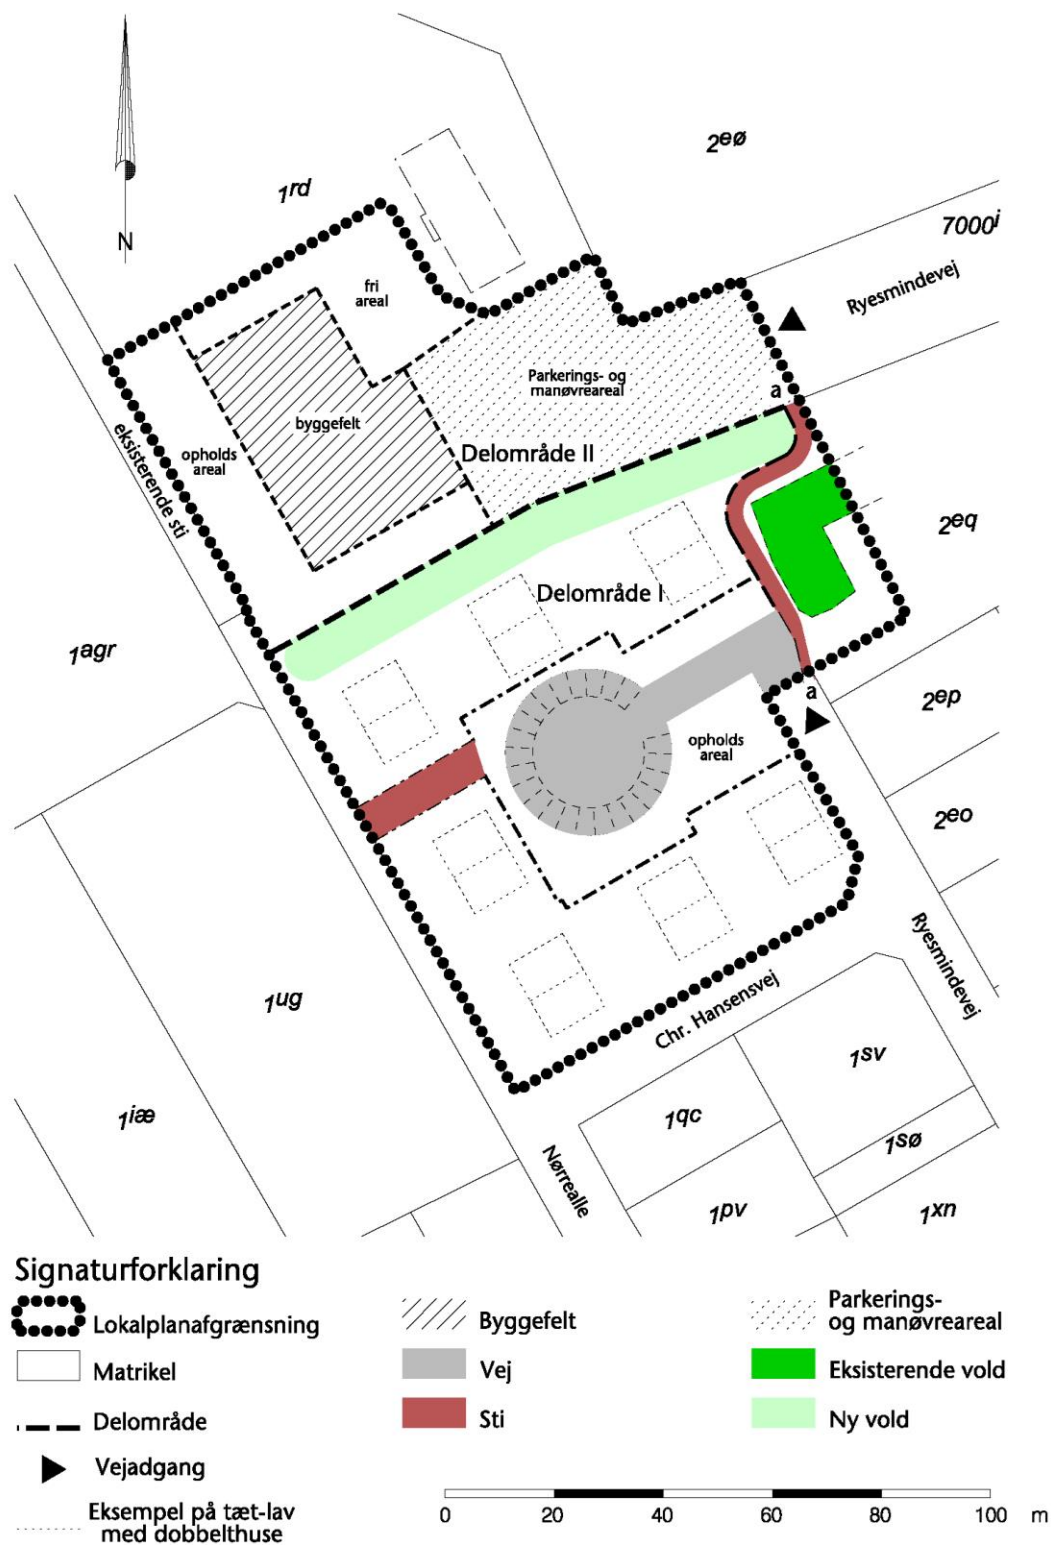 N
1rd
2eø
7000i
Ryesmindevej
fri
areal
Parkerings- og
manøvreareal
a
byggefelt
Delområde II
opholds
areal
eksisterende sti
2eq
Delområde I
1agr
a
2ep
opholds
areal
2eo
Ryesmindevej
Chr. Hansensvej
1ug
1sv
1iæ
1qc
1sø
Nørrealle
1pv
1xn
Signaturforklaring
Lokalplanafgrænsning
Matrikel
Delområde
Vejadgang
Eksempel på tæt-lav
med dobbelthuse
Byggefelt
Vej
Sti
Parkerings-
og manøvreareal
Eksisterende vold
Ny vold
0 20 40 60 80 100 m